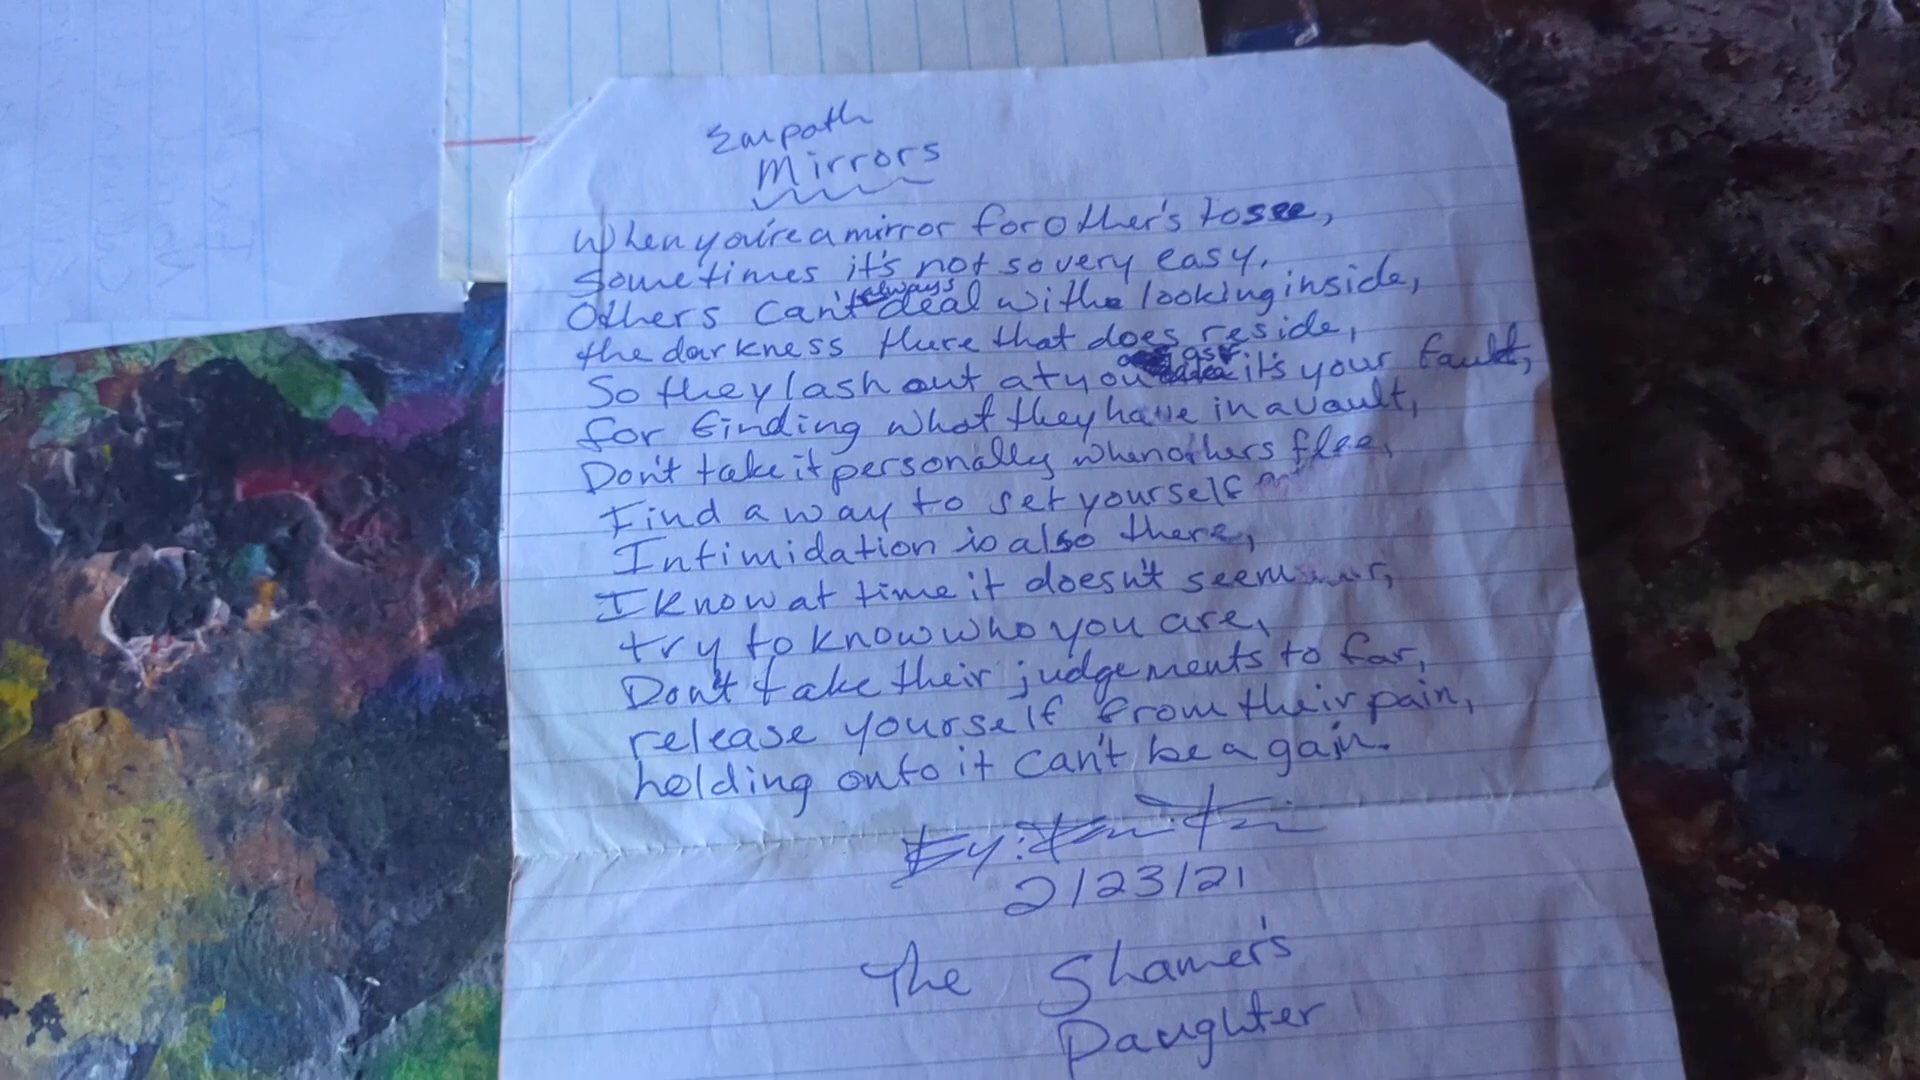 Empath
Mirrors
When you're a mirror for Other's to see,
Sometimes it's not so very easy,
Others can't always deal withe looking inside,
the darkness there that does reside,
So they lash out at you as if it's your fault,
for finding what they have in a vault,
Don't take it personally when others flee,
Find a way to set yourself
Intimidation is also there,
I know at time it doesn't seem
try to know who you are,
Don't take their judgements to far,
release yourself from their pain,
holding onto it can't be a gain.
By:
2/23/21
The Shamer's
Daughter